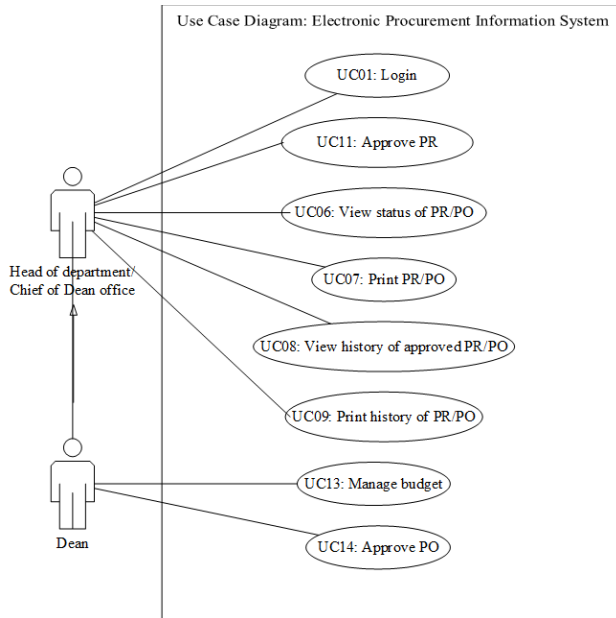 Use Case Diagram: Electronic Procurement Information System
UC01: Login
UC11: Approve PR
UC06: View status of PR/PO
Head of department/
Chief of Dean office
UC07: Print PR/PO
UC08: View history of approved PR/PO
UC09: Print history of PR/PO
UC13: Manage budget
Dean
UC14: Approve PO